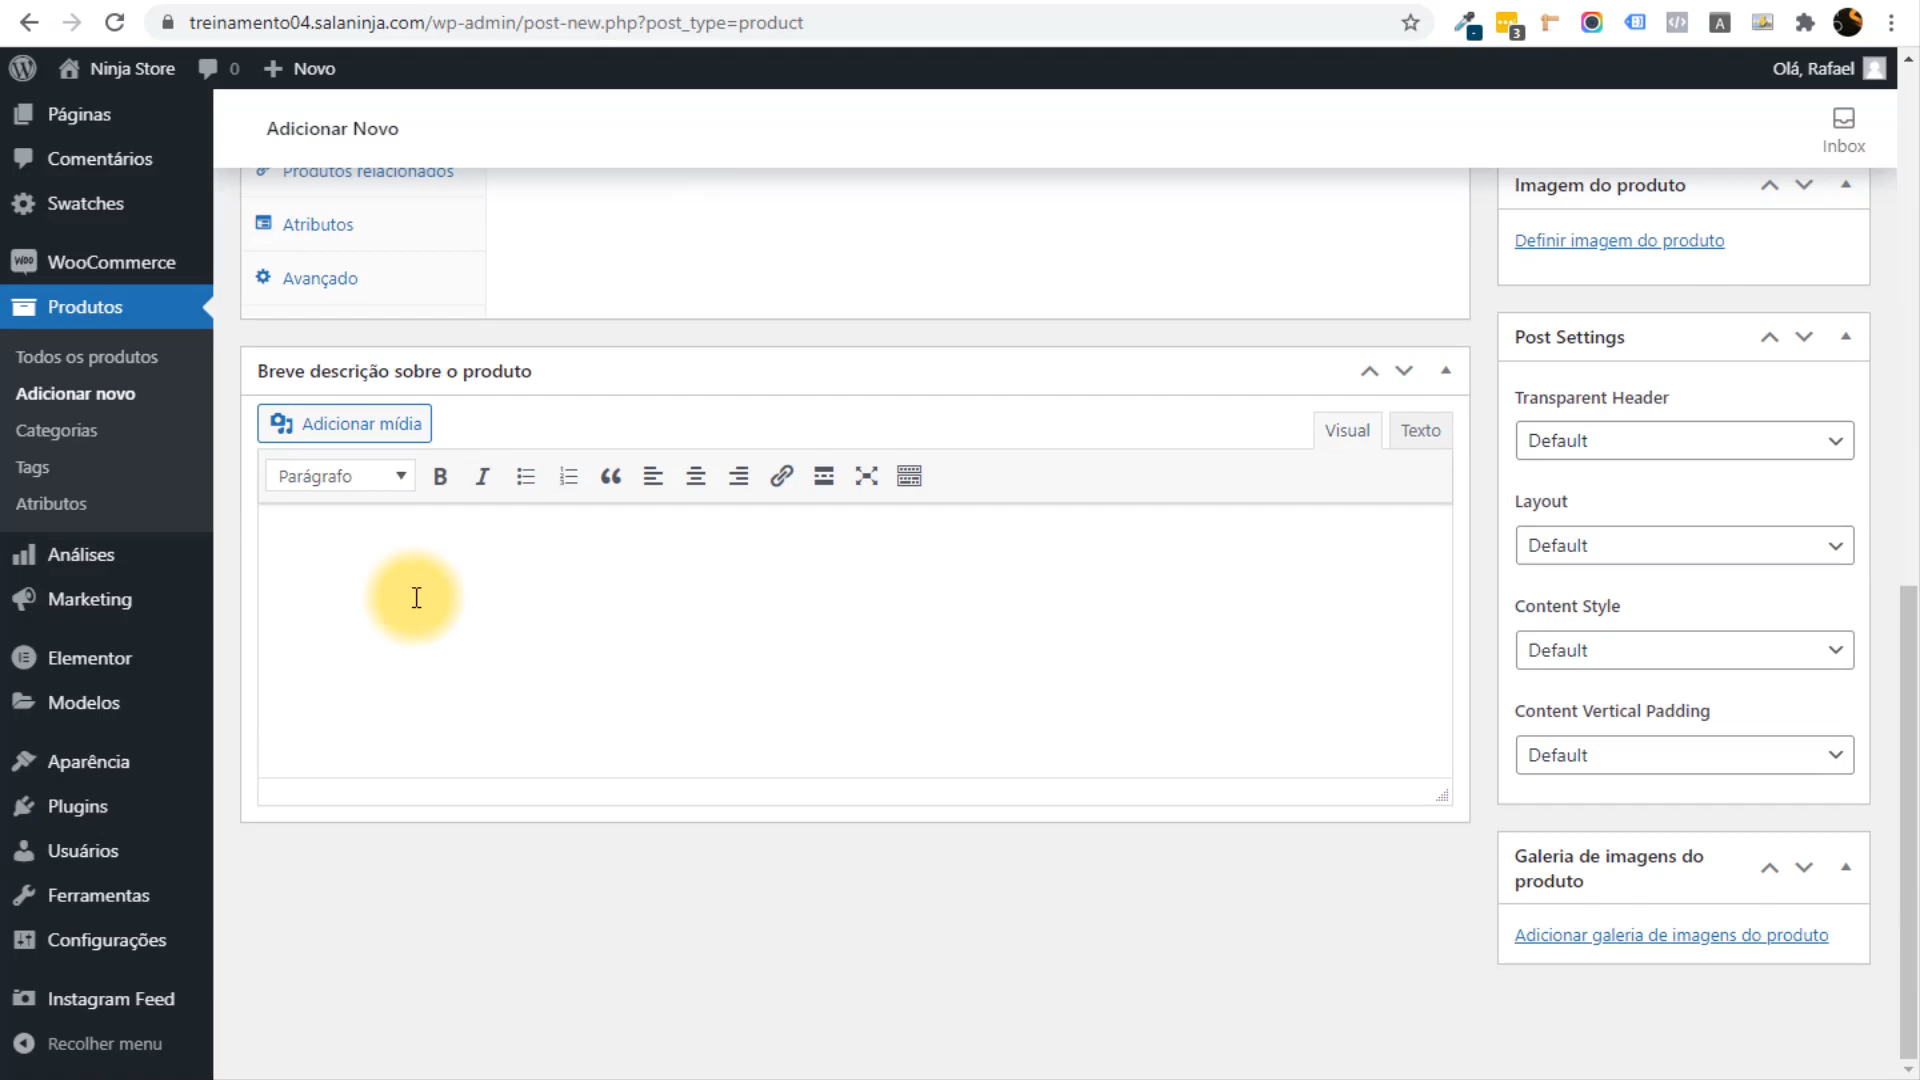 treinamento04.salaninja.com/wp-admin/post-new.php?post_type=product
3
A
Ninja Store
0
Novo
Olá, Rafael
Páginas
Comentários
Swatches
WooCommerce
Produtos
Todos os produtos
Adicionar novo
Categorias
Tags
Atributos
Análises
Marketing
Elementor
Modelos
Aparência
Plugins
Usuários
Ferramentas
Configurações
Instagram Feed
Recolher menu
Adicionar Novo
Inbox
Produtos relacionados
Atributos
Avançado
Breve descrição sobre o produto
Adicionar mídia
Visual
Texto
Parágrafo
B
I
Imagem do produto
Definir imagem do produto
Post Settings
Transparent Header
Default
Layout
Default
Content Style
Default
Content Vertical Padding
Default
Galeria de imagens do
produto
Adicionar galeria de imagens do produto